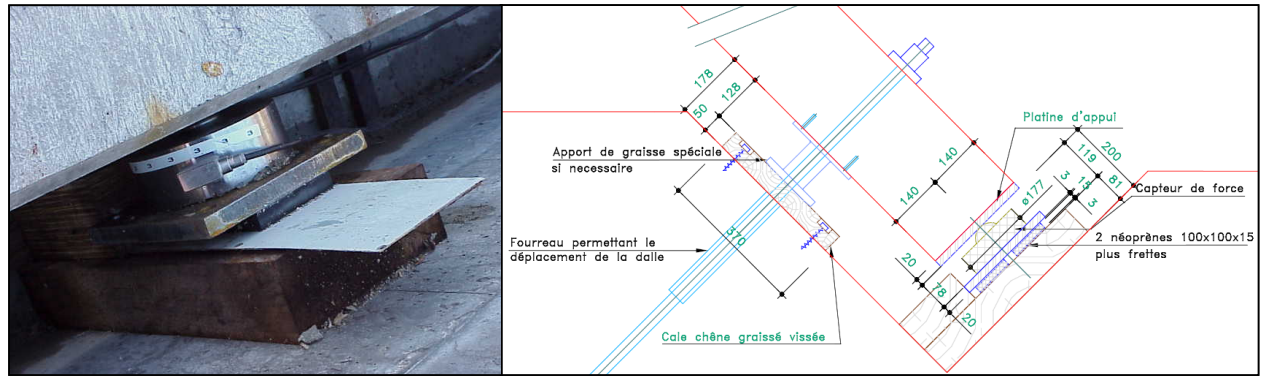 178
128
50
Platine d'appui
Apport de graisse spéciale
si necessaire
140
140
119
200
3
15
81
3
ø177
Capteur de force
Fourreau permettant le
déplacement de la dalle
370
2 néoprènes 100x100x15
plus frettes
20
78
20
Cale chêne graissé vissée